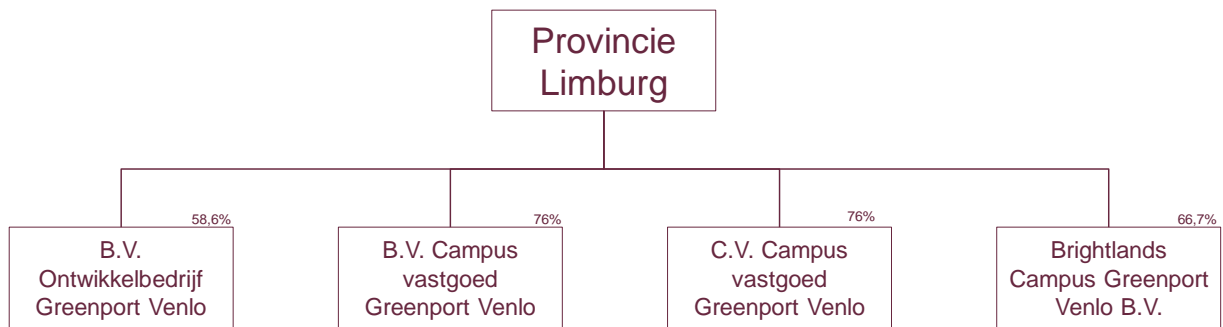 Provincie
Limburg
58,6%
B.V.
Ontwikkelbedrijf
Greenport Venlo
76%
B.V. Campus
vastgoed
Greenport Venlo
76%
C.V. Campus
vastgoed
Greenport Venlo
66,7%
Brightlands
Campus Greenport
Venlo B.V.